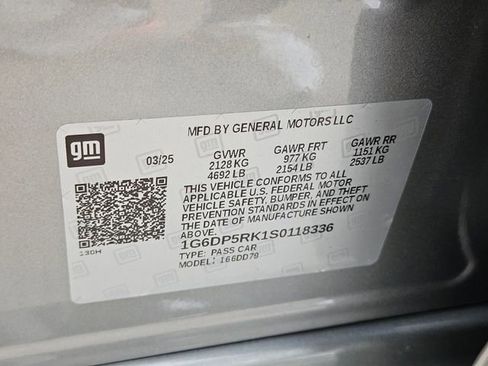 gm
MFD BY GENERAL MOTORS LLC
03/25 GVWR GAWR FRT GAWR RR
2128 KG 977 KG 1151 KG
4692 LB 2154 LB 2537 LB
THIS VEHICLE CONFORMS TO ALL
APPLICABLE U.S. FEDERAL MOTOR
VEHICLE SAFETY, BUMPER, AND THEFT
PREVENTION STANDARDS IN EFFECT ON
THE DATE OF MANUFACTURE SHOWN
ABOVE.
1G6DP5RK1S0118336
TYPE: PASS CAR
MODEL: 166DD79
130H